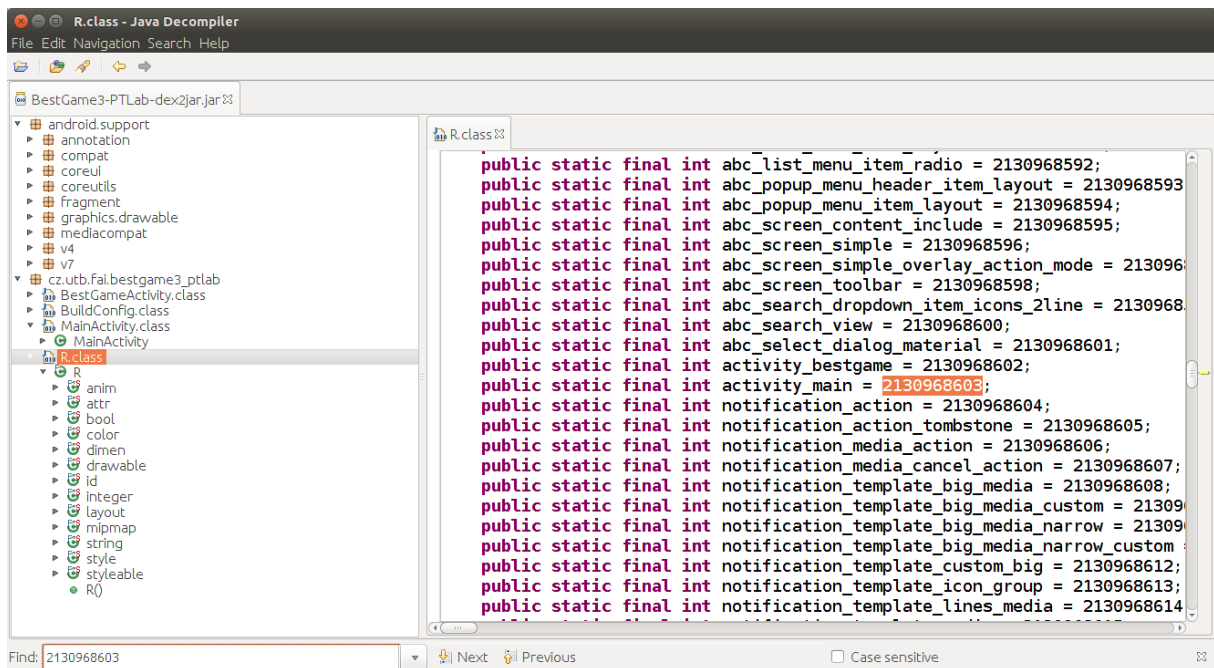 R.class - Java Decompiler
File Edit Navigation Search Help
BestGame3-PTLab-dex2jar.jar
android.support
annotation
compat
coreui
coreutils
fragment
graphics.drawable
mediacompat
v4
v7
cz.utb.fai.bestgame3_ptlab
BestGameActivity.class
BuildConfig.class
MainActivity.class
MainActivity
R.class
R
anim
attr
bool
color
dimen
drawable
id
integer
layout
mipmap
string
style
styleable
R()
R.class
public static final int abc_list_menu_item_radio = 2130968592;
public static final int abc_popup_menu_header_item_layout = 2130968593
public static final int abc_popup_menu_item_layout = 2130968594;
public static final int abc_screen_content_include = 2130968595;
public static final int abc_screen_simple = 2130968596;
public static final int abc_screen_simple_overlay_action_mode = 213096
public static final int abc_screen_toolbar = 2130968598;
public static final int abc_search_dropdown_item_icons_2line = 2130968
public static final int abc_search_view = 2130968600;
public static final int abc_select_dialog_material = 2130968601;
public static final int activity_bestgame = 2130968602;
public static final int activity_main = 2130968603;
public static final int notification_action = 2130968604;
public static final int notification_action_tombstone = 2130968605;
public static final int notification_media_action = 2130968606;
public static final int notification_media_cancel_action = 2130968607;
public static final int notification_template_big_media = 2130968608;
public static final int notification_template_big_media_custom = 21309
public static final int notification_template_big_media_narrow = 21309
public static final int notification_template_big_media_narrow_custom
public static final int notification_template_custom_big = 2130968612;
public static final int notification_template_icon_group = 2130968613;
public static final int notification_template_lines_media = 2130968614
Find: 2130968603 Next Previous Case sensitive